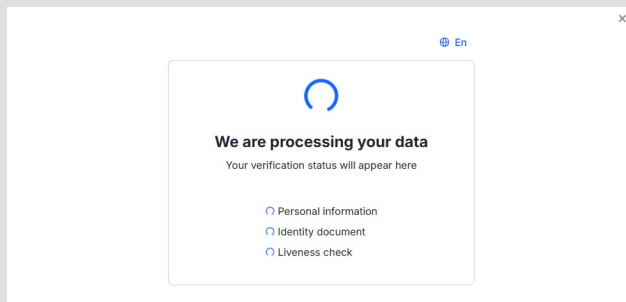 En
We are processing your data
Your verification status will appear here
Personal information
Identity document
Liveness check